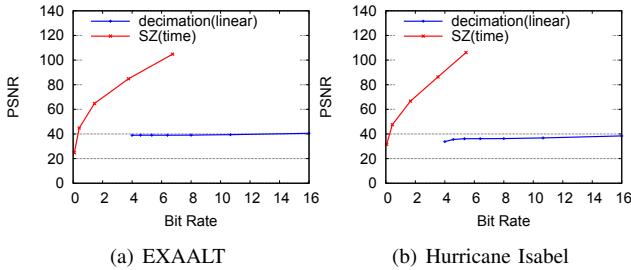 decimation(linear)
SZ(time)
PSNR
140
120
100
80
60
40
20
0
0 2 4 6 8 10 12 14 16
Bit Rate
(a) EXAALT
decimation(linear)
SZ(time)
PSNR
140
120
100
80
60
40
20
0
0 2 4 6 8 10 12 14 16
Bit Rate
(b) Hurricane Isabel